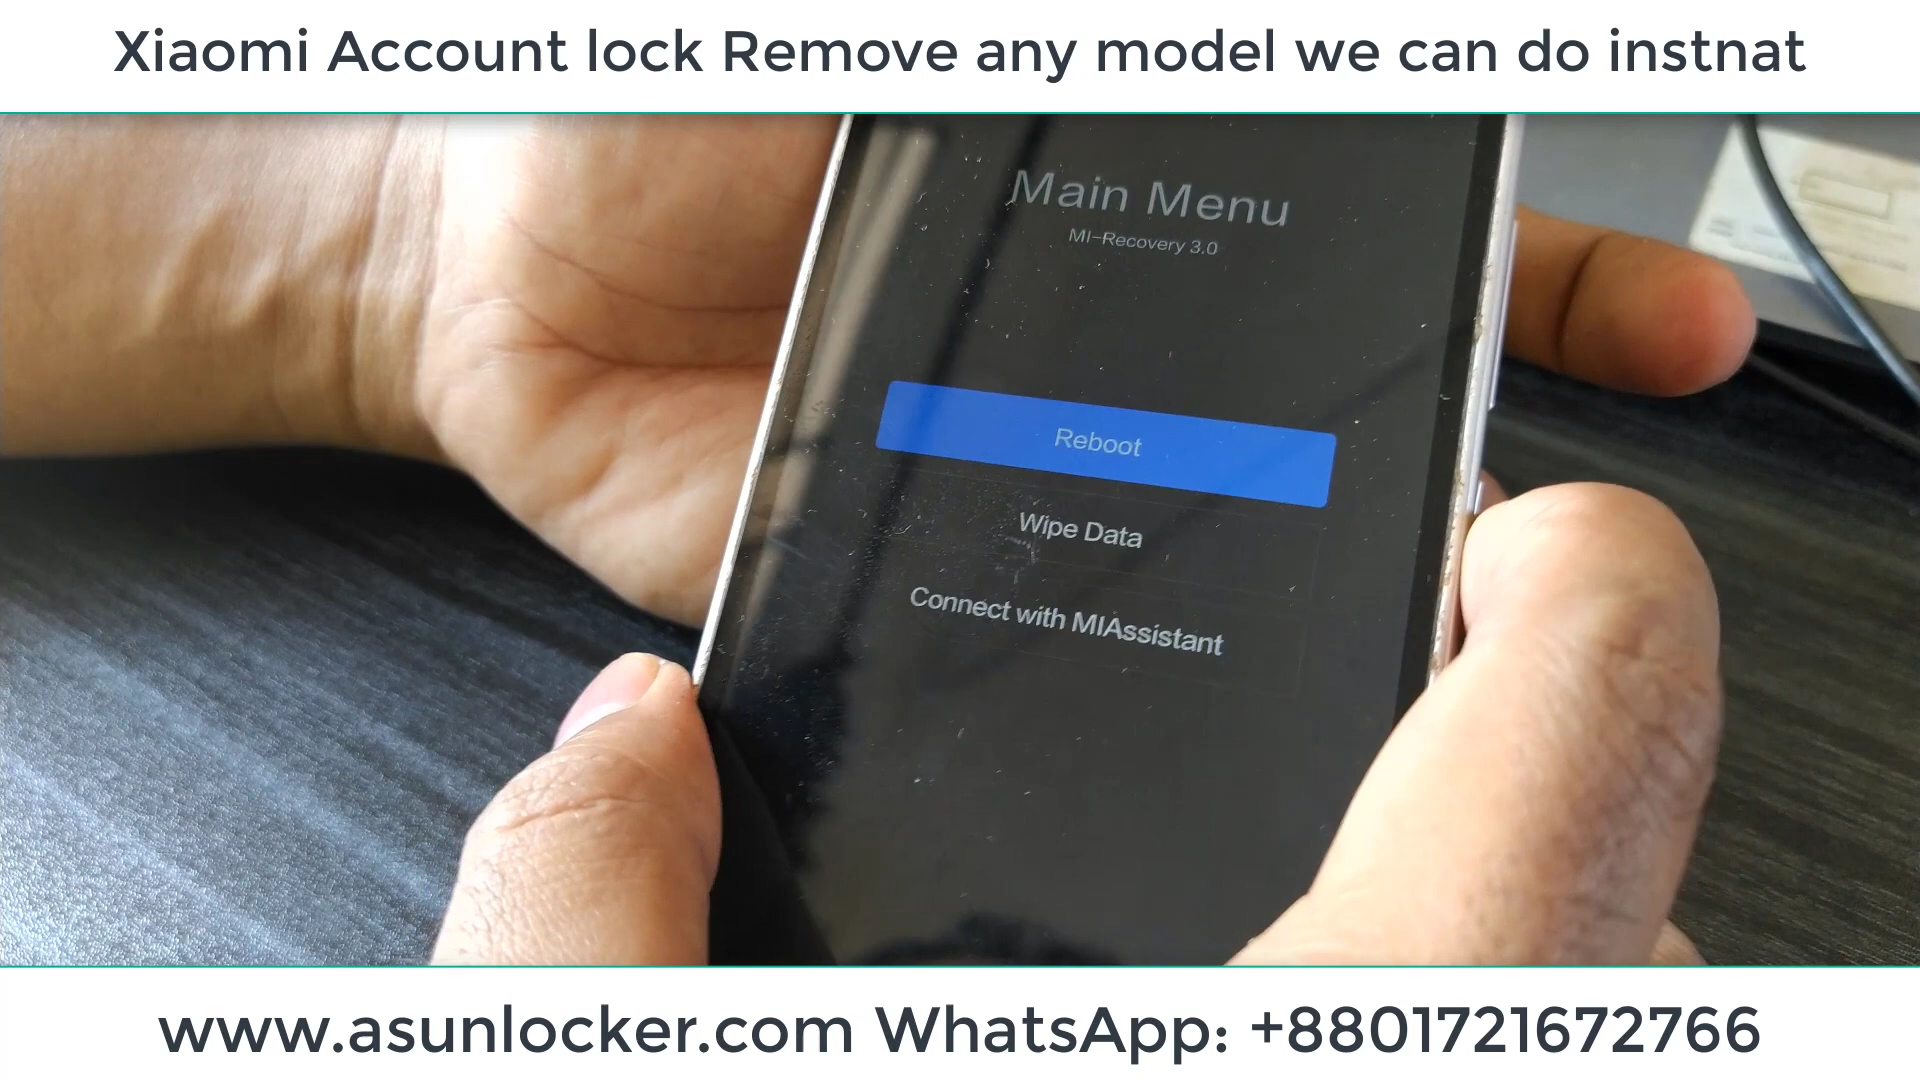 Xiaomi Account lock Remove any model we can do instnat
Main Menu
MI-Recovery 3.0
Reboot
Wipe Data
Connect with MIAssistant
www.asunlocker.com WhatsApp: +8801721672766